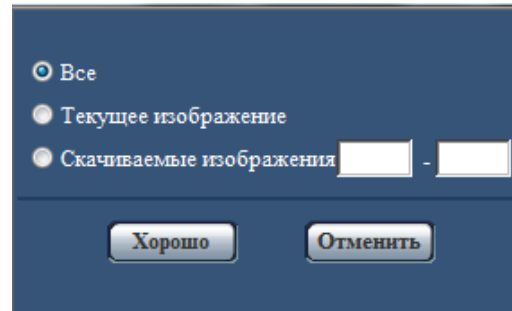 Все
Текущее изображение
Скачиваемые изображения -
Хорошо Отменить